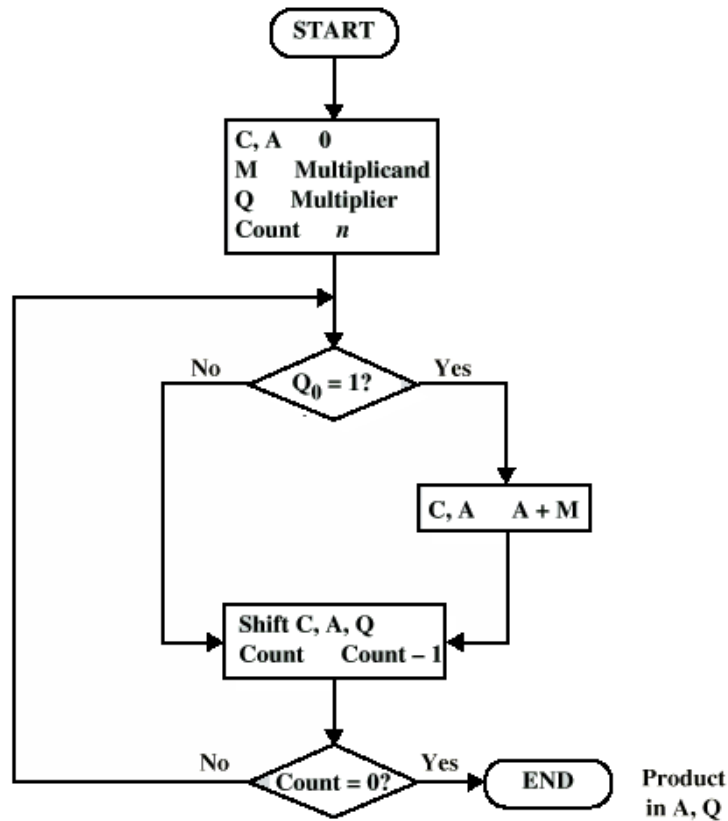 START
C, A 0
M Multiplicand
Q Multiplier
Count n
No
Q0 = 1?
Yes
C, A A + M
Shift C, A, Q
Count Count – 1
No
Count = 0?
Yes
END
Product
in A, Q